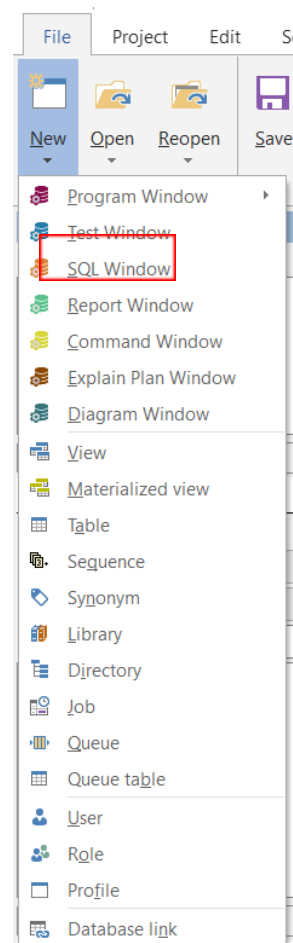 File Project Edit
New Open Reopen Save
Program Window
Test Window
SQL Window
Report Window
Command Window
Explain Plan Window
Diagram Window
View
Materialized view
Table
Sequence
Synonym
Library
Directory
Job
Queue
Queue table
User
Role
Profile
Database link